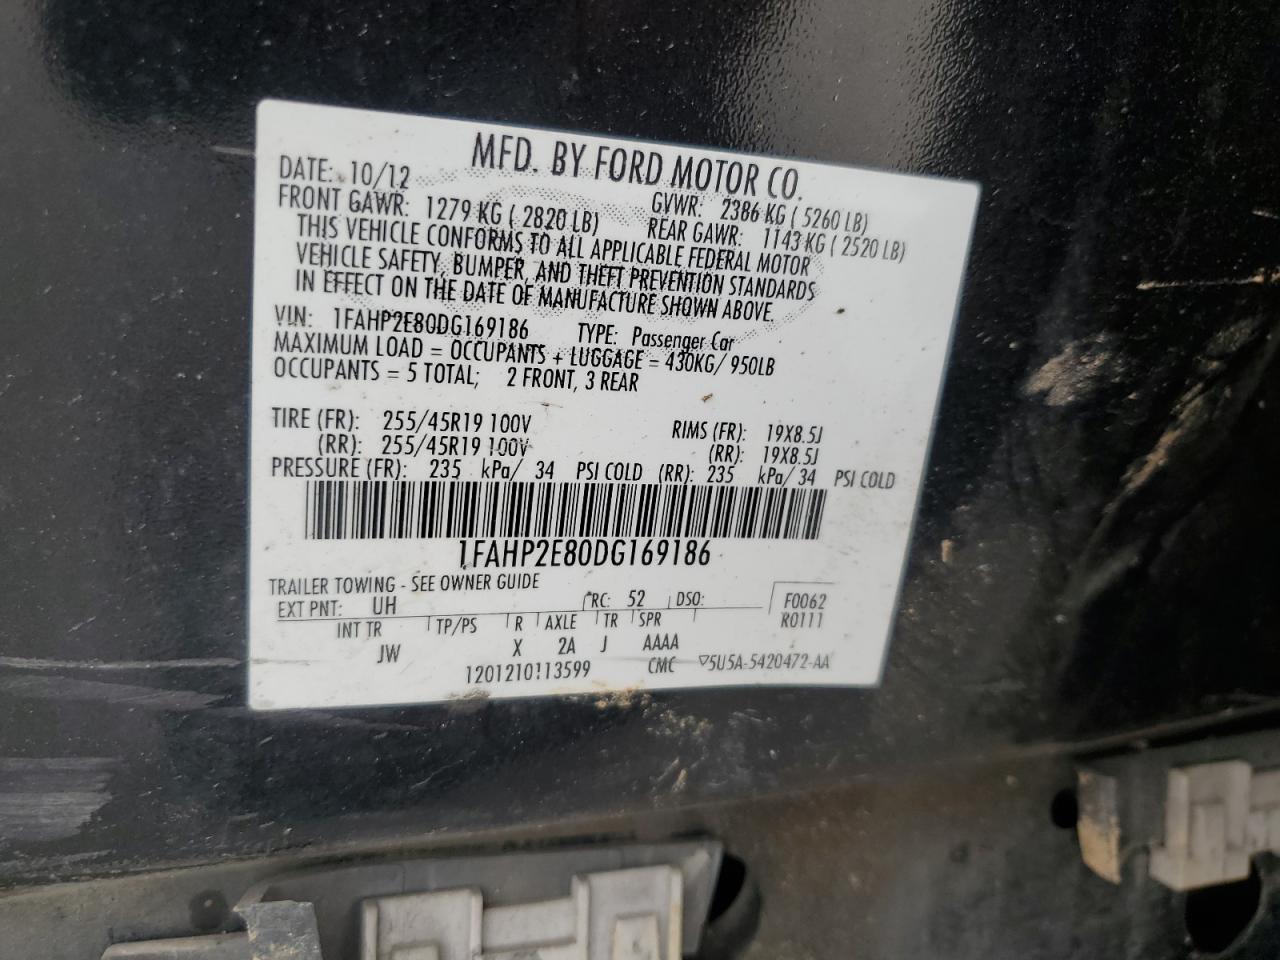 MFD. BY FORD MOTOR CO.
DATE: 10/12 GVWR: 2386 KG ( 5260 LB)
FRONT GAWR: 1279 KG ( 2820 LB) REAR GAWR: 1143 KG ( 2520 LB)
THIS VEHICLE CONFORMS TO ALL APPLICABLE FEDERAL MOTOR
VEHICLE SAFETY, BUMPER, AND THEFT PREVENTION STANDARDS
IN EFFECT ON THE DATE OF MANUFACTURE SHOWN ABOVE.
VIN: 1FAHP2E80DG169186 TYPE: Passenger Car
MAXIMUM LOAD = OCCUPANTS + LUGGAGE = 430KG/ 950LB
OCCUPANTS = 5 TOTAL; 2 FRONT, 3 REAR
TIRE (FR): 255/45R19 100V RIMS (FR): 19X8.5J
(RR): 255/45R19 100V (RR): 19X8.5J
PRESSURE (FR): 235 kPa/ 34 PSI COLD (RR): 235 kPa/ 34 PSI COLD
1FAHP2E80DG169186
TRAILER TOWING - SEE OWNER GUIDE
EXT PNT: UH RC: 52 DSO: F0062
INT TR TP/PS R AXLE TR SPR R0111
JW X 2A J AAAA
1201210113599 CMC ▽5U5A-5420472-AA